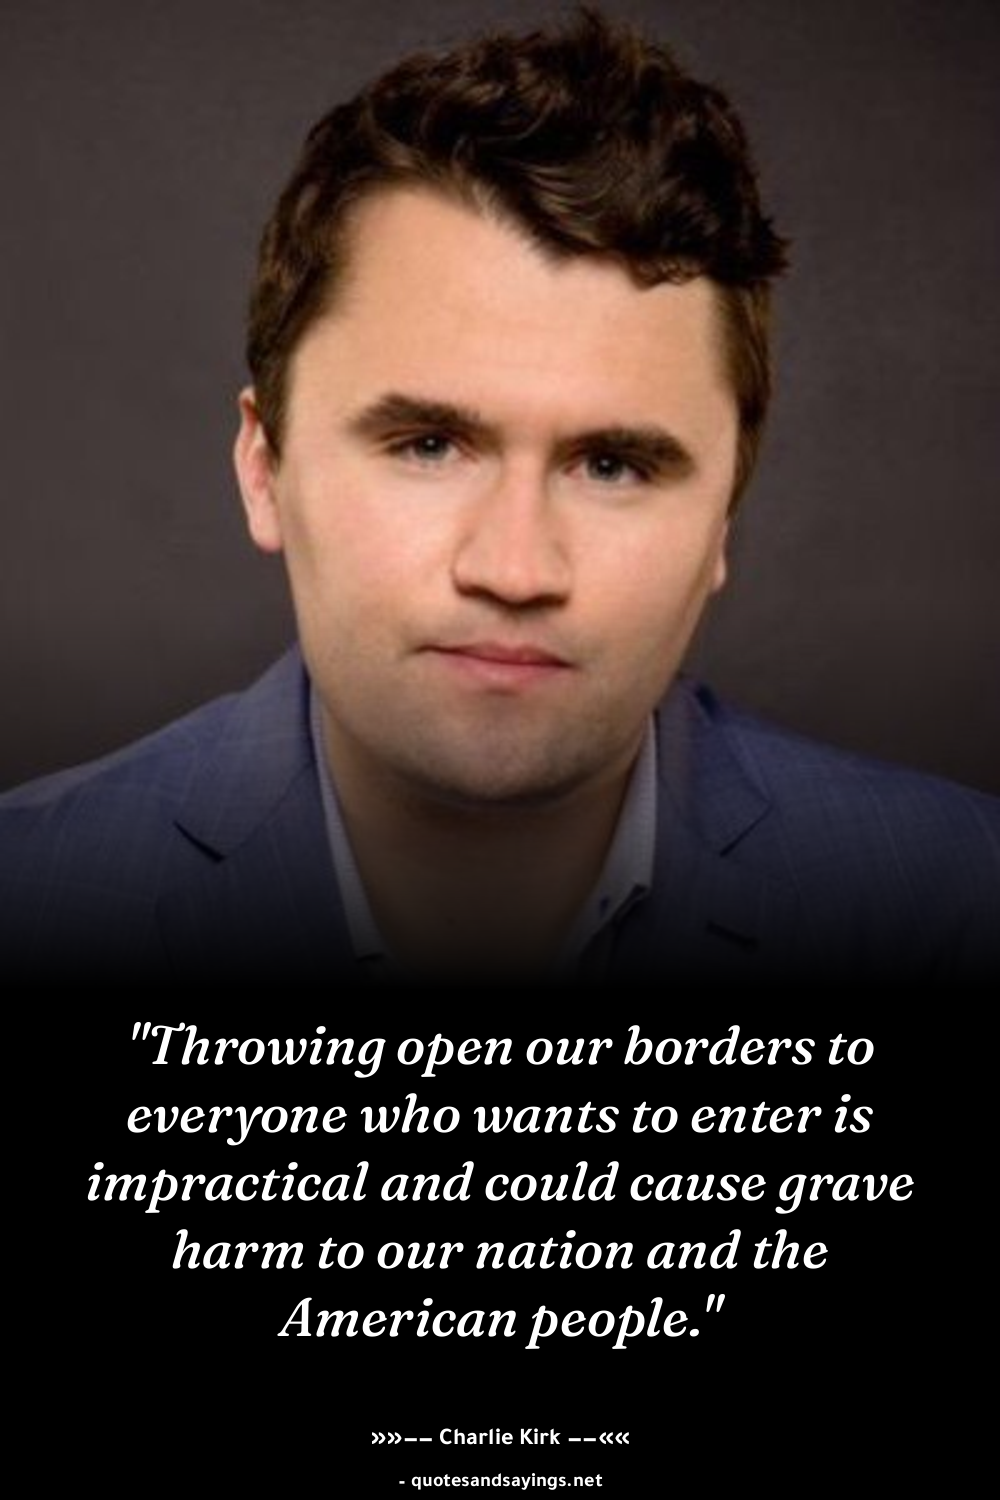 "Throwing open our borders to
everyone who wants to enter is
impractical and could cause grave
harm to our nation and the
American people."
»»−− Charlie Kirk −−««
- quotesandsayings.net